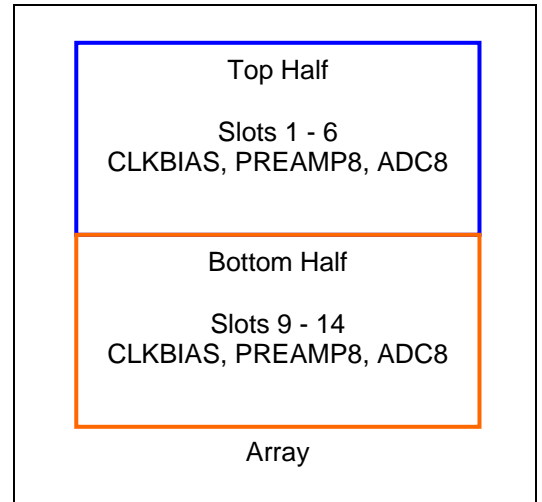 Top Half
Slots 1 - 6
CLKBIAS, PREAMP8, ADC8
Bottom Half
Slots 9 - 14
CLKBIAS, PREAMP8, ADC8
Array